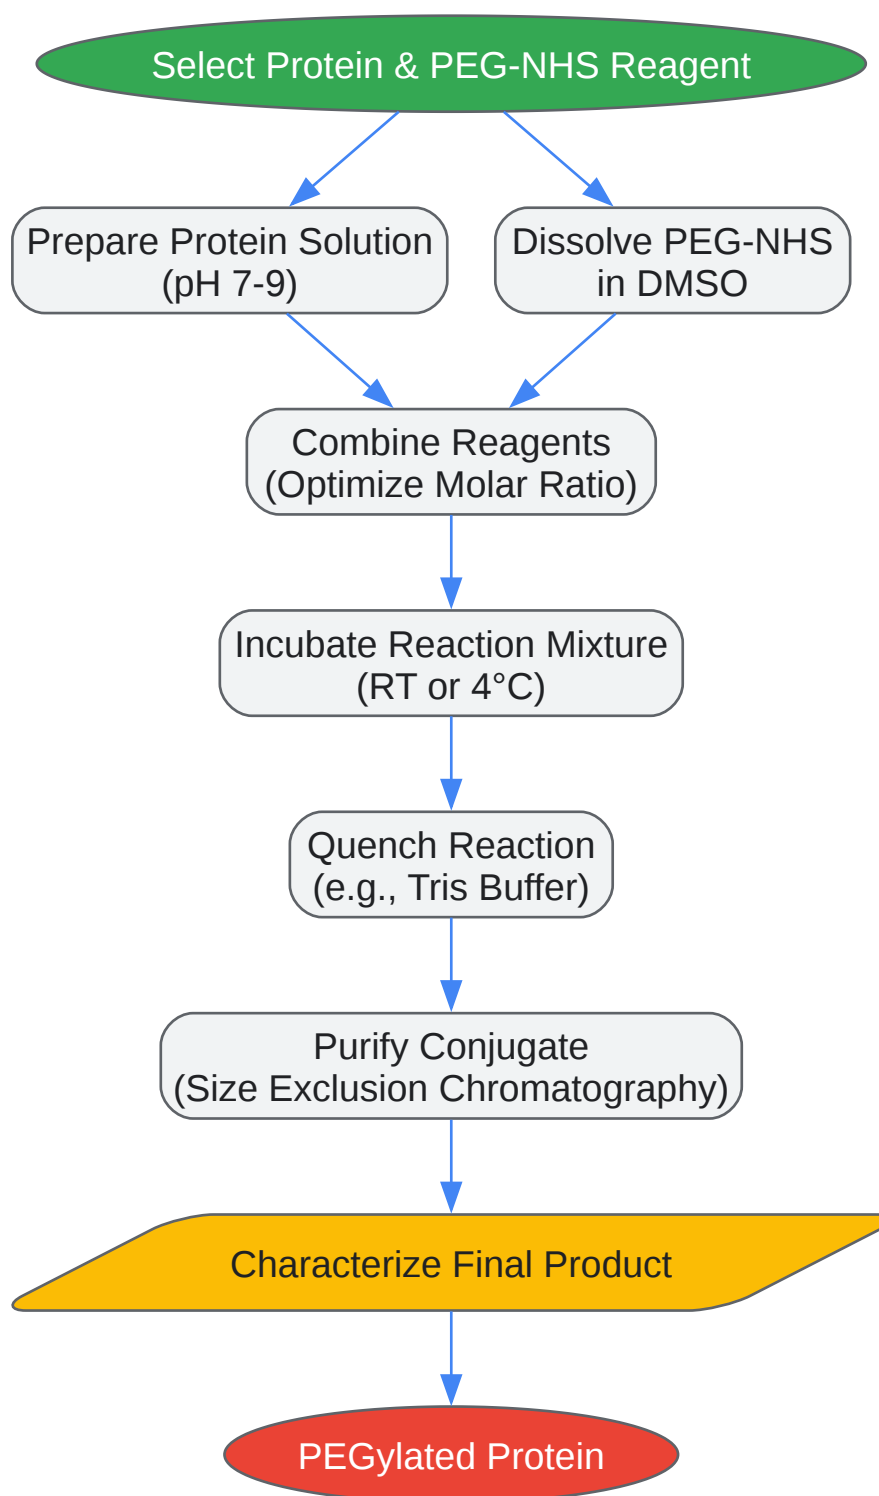 Select Protein & PEG-NHS Reagent
Prepare Protein Solution
(pH 7-9)
Dissolve PEG-NHS
in DMSO
Combine Reagents
(Optimize Molar Ratio)
Incubate Reaction Mixture
(RT or 4°C)
Quench Reaction
(e.g., Tris Buffer)
Purify Conjugate
(Size Exclusion Chromatography)
Characterize Final Product
PEGylated Protein